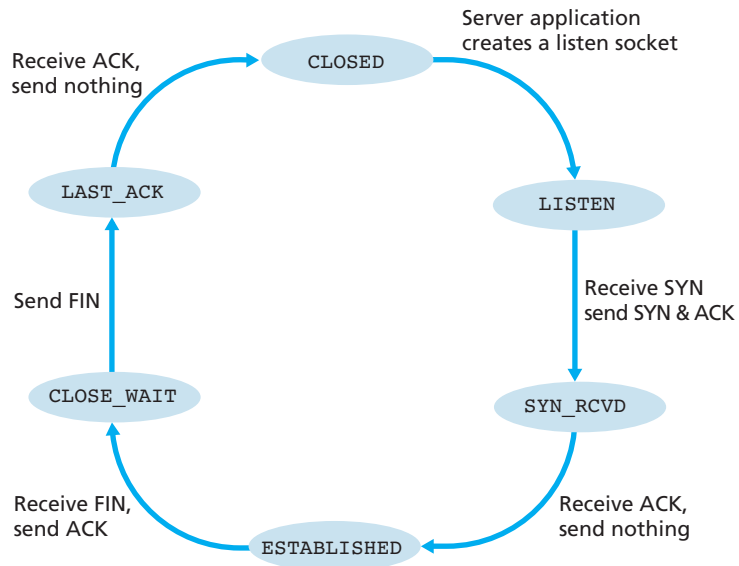 Server application
creates a listen socket
CLOSED
Receive ACK,
send nothing
LAST_ACK
LISTEN
Send FIN
Receive SYN
send SYN & ACK
CLOSE_WAIT
SYN_RCVD
Receive FIN,
send ACK
Receive ACK,
send nothing
ESTABLISHED